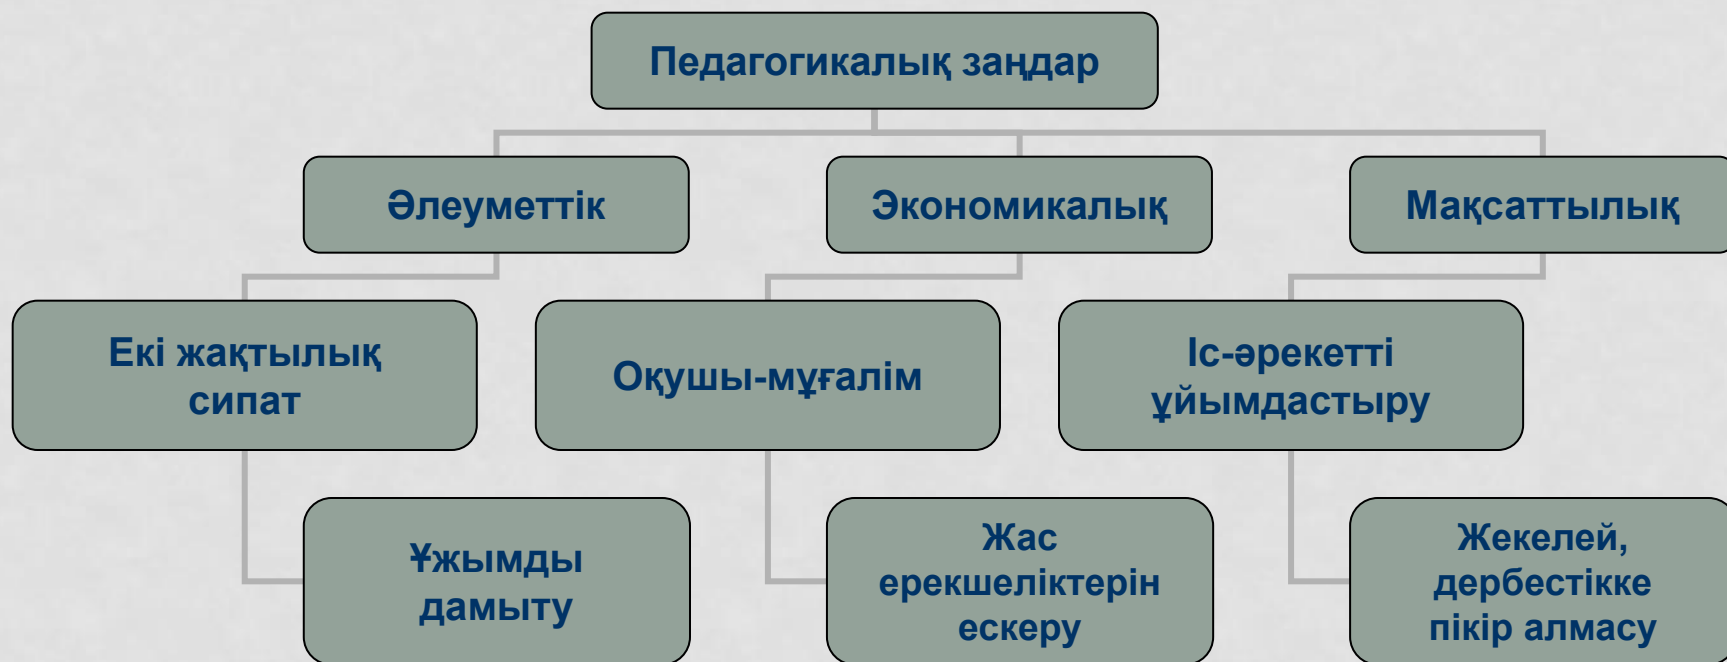 Педагогикалық заңдар
Әлеуметтік
Экономикалық
Мақсаттылық
Екі жақтылық
сипат
Оқушы-мұғалім
Іс-әрекетті
ұйымдастыру
Ұжымды
дамыту
Жас
ерекшеліктерін
ескеру
Жекелей,
дербестікке
пікір алмасу